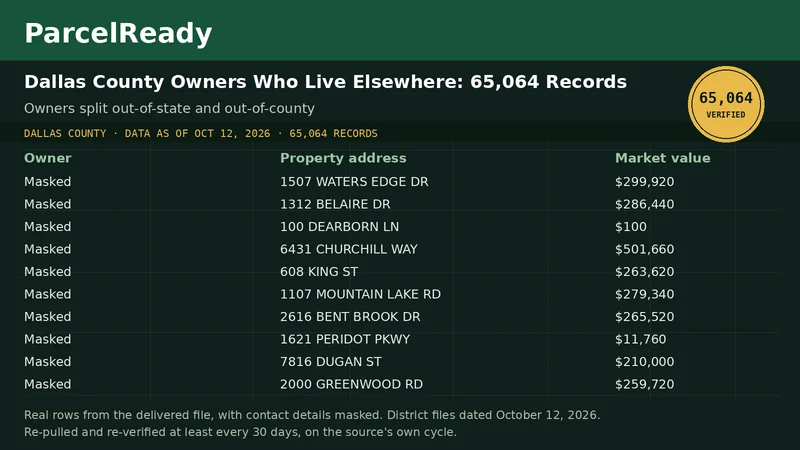 ParcelReady
Dallas County Owners Who Live Elsewhere: 65,064 Records
Owners split out-of-state and out-of-county
65,064
VERIFIED
DALLAS COUNTY · DATA AS OF OCT 12, 2026 · 65,064 RECORDS
Owner Property address Market value
Masked 1507 WATERS EDGE DR $299,920
Masked 1312 BELAIRE DR $286,440
Masked 100 DEARBORN LN $100
Masked 6431 CHURCHILL WAY $501,660
Masked 608 KING ST $263,620
Masked 1107 MOUNTAIN LAKE RD $279,340
Masked 2616 BENT BROOK DR $265,520
Masked 1621 PERIDOT PKWY $11,760
Masked 7816 DUGAN ST $210,000
Masked 2000 GREENWOOD RD $259,720
Real rows from the delivered file, with contact details masked. District files dated October 12, 2026.
Re-pulled and re-verified at least every 30 days, on the source's own cycle.